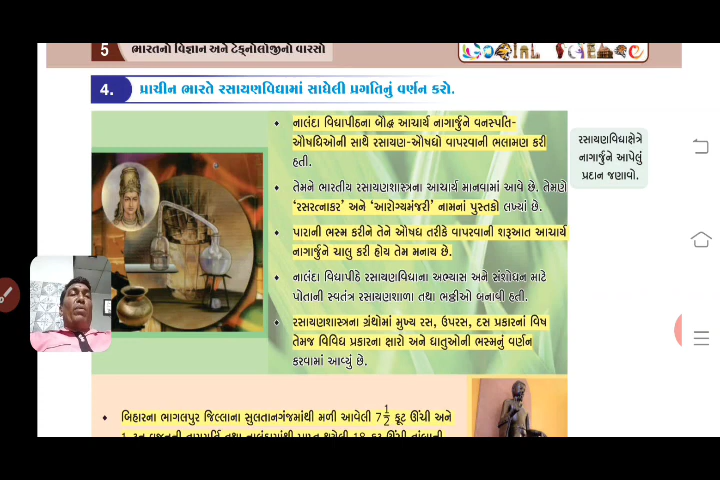 5 ભારતનો વિજ્ઞાન અને ટેક્નોલોજીનો વારસો
4. પ્રાચીન ભારતે રસાયણવિદ્યામાં સાધેલી પ્રગતિનું વર્ણન કરો.
• નાલંદા વિદ્યાપીઠના બૌદ્ધ આચાર્ય નાગાર્જુને વનસ્પતિ-
ઔષધિઓની સાથે રસાયણ-ઔષધો વાપરવાની ભલામણ કરી
હતી.
• તેમને ભારતીય રસાયણશાસ્ત્રના આચાર્ય માનવામાં આવે છે. તેમણે
‘રસરત્નાકર’ અને ‘આરોગ્યમંજરી’ નામનાં પુસ્તકો લખ્યાં છે.
• પારાની ભસ્મ કરીને તેને ઔષધ તરીકે વાપરવાની શરૂઆત આચાર્ય
નાગાર્જુને ચાલુ કરી હોય તેમ મનાય છે.
• નાલંદા વિદ્યાપીઠે રસાયણવિદ્યાના અભ્યાસ અને સંશોધન માટે
પોતાની સ્વતંત્ર રસાયણશાળા તથા ભઠ્ઠીઓ બનાવી હતી.
• રસાયણશાસ્ત્રના ગ્રંથોમાં મુખ્ય રસ, ઉપરસ, દસ પ્રકારનાં વિષ
તેમજ વિવિધ પ્રકારના ક્ષારો અને ધાતુઓની ભસ્મનું વર્ણન
કરવામાં આવ્યું છે.
રસાયણવિદ્યાક્ષેત્રે
નાગાર્જુને આપેલું
પ્રદાન જણાવો.
• બિહારના ભાગલપુર જિલ્લાના સુલતાનગંજમાંથી મળી આવેલી 7 1/2 ફૂટ ઊંચી અને